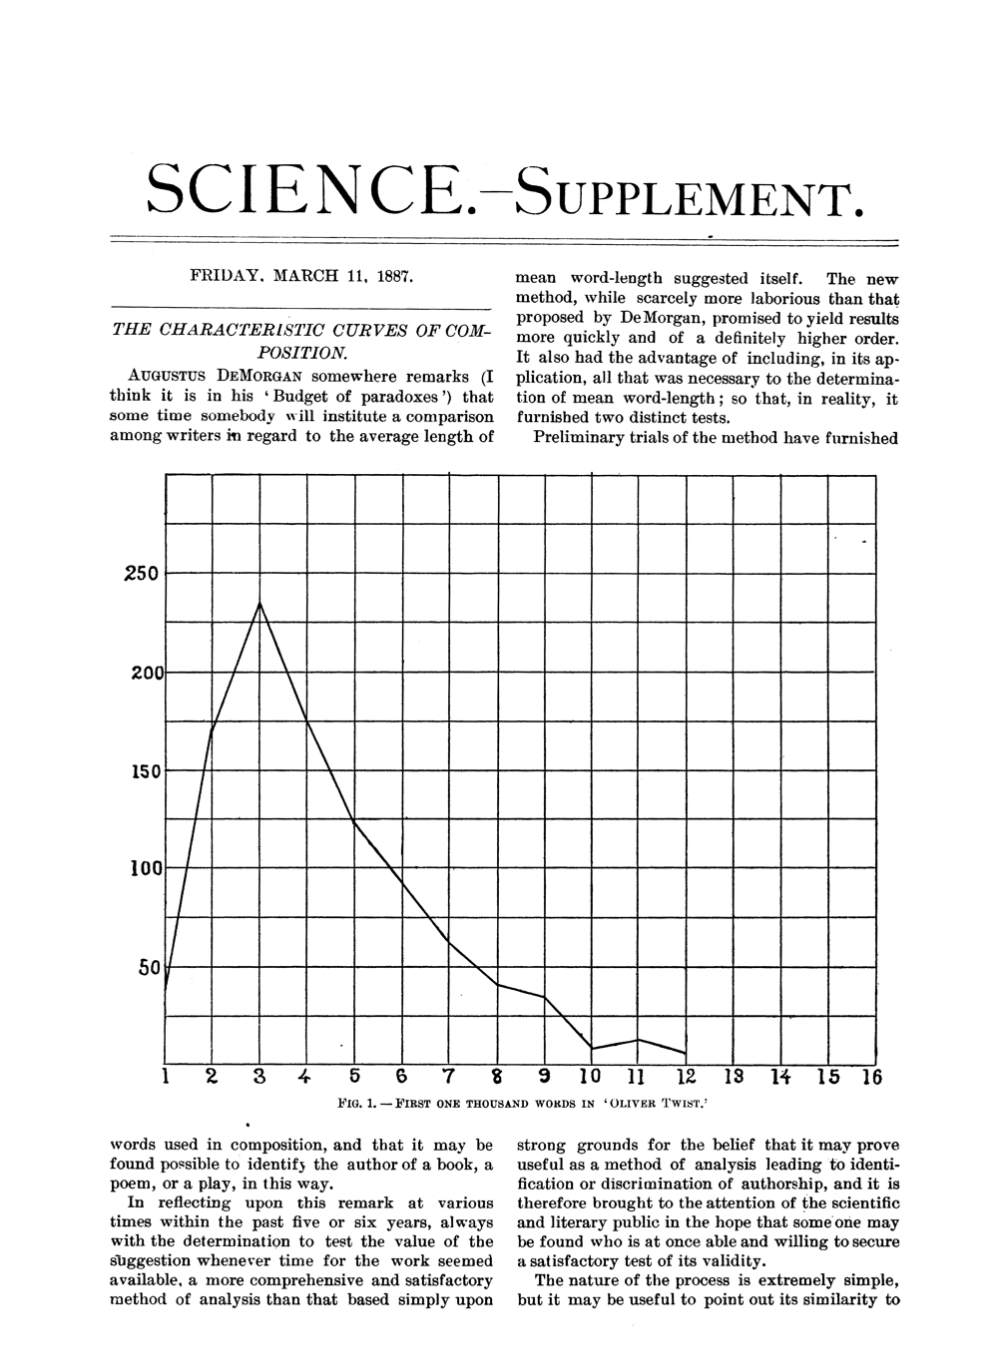 SCIENCE.—SUPPLEMENT.
FRIDAY, MARCH 11, 1887.
THE CHARACTERISTIC CURVES OF COM-
POSITION.
AUGUSTUS DEMORGAN somewhere remarks (I
think it is in his ‘Budget of paradoxes’) that
some time somebody will institute a comparison
among writers in regard to the average length of
mean word-length suggested itself. The new
method, while scarcely more laborious than that
proposed by DeMorgan, promised to yield results
more quickly and of a definitely higher order.
It also had the advantage of including, in its ap-
plication, all that was necessary to the determina-
tion of mean word-length; so that, in reality, it
furnished two distinct tests.
Preliminary trials of the method have furnished
250
200
150
100
50
1 2 3 4 5 6 7 8 9 10 11 12 13 14 15 16
FIG. 1.—FIRST ONE THOUSAND WORDS IN ‘OLIVER TWIST.’
words used in composition, and that it may be
found possible to identify the author of a book, a
poem, or a play, in this way.
In reflecting upon this remark at various
times within the past five or six years, always
with the determination to test the value of the
suggestion whenever time for the work seemed
available, a more comprehensive and satisfactory
method of analysis than that based simply upon
strong grounds for the belief that it may prove
useful as a method of analysis leading to identi-
fication or discrimination of authorship, and it is
therefore brought to the attention of the scientific
and literary public in the hope that some one may
be found who is at once able and willing to secure
a satisfactory test of its validity.
The nature of the process is extremely simple,
but it may be useful to point out its similarity to